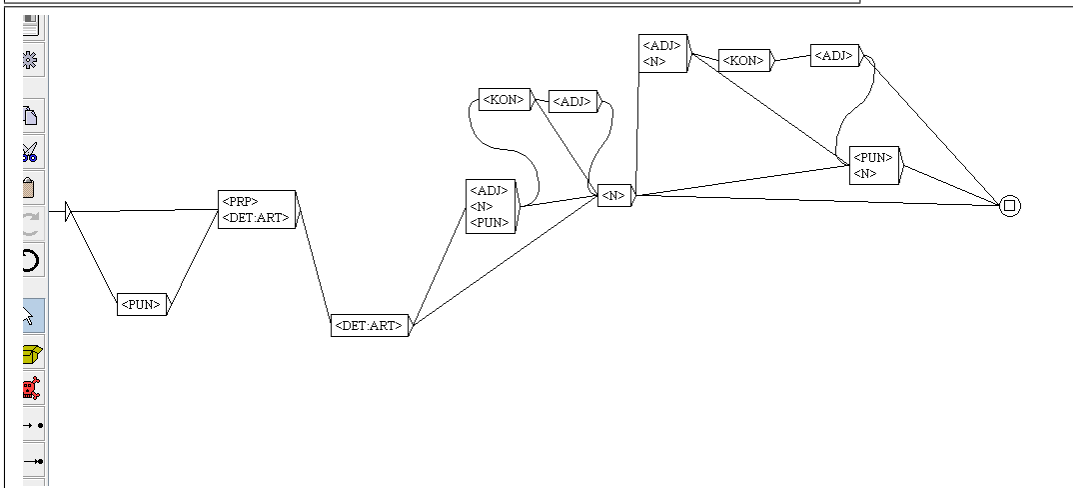 <ADJ>
<N>
<KON>
<ADJ>
<KON>
<ADJ>
<PUN>
<N>
<ADJ>
<N>
<PUN>
<N>
<PRP>
<DET:ART>
<PUN>
<DET:ART>